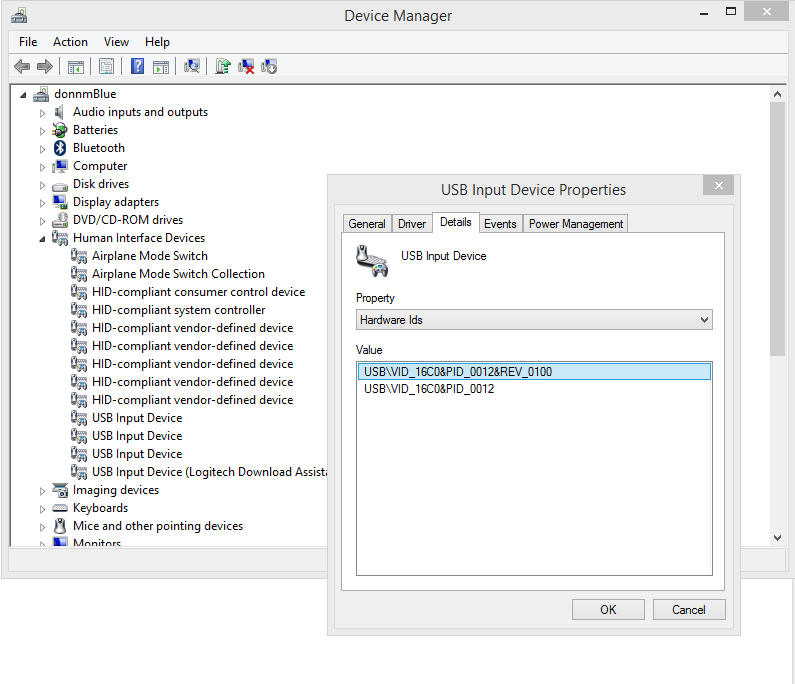 Device Manager
File Action View Help
donnmBlue
Audio inputs and outputs
Batteries
Bluetooth
Computer
Disk drives
Display adapters
DVD/CD-ROM drives
Human Interface Devices
Airplane Mode Switch
Airplane Mode Switch Collection
HID-compliant consumer control device
HID-compliant system controller
HID-compliant vendor-defined device
HID-compliant vendor-defined device
HID-compliant vendor-defined device
HID-compliant vendor-defined device
HID-compliant vendor-defined device
USB Input Device
USB Input Device
USB Input Device
USB Input Device (Logitech Download Assista
Imaging devices
Keyboards
Mice and other pointing devices
Monitors
USB Input Device Properties
General Driver Details Events Power Management
USB Input Device
Property
Hardware Ids
Value
USB\VID_16C0&PID_0012&REV_0100
USB\VID_16C0&PID_0012
OK Cancel